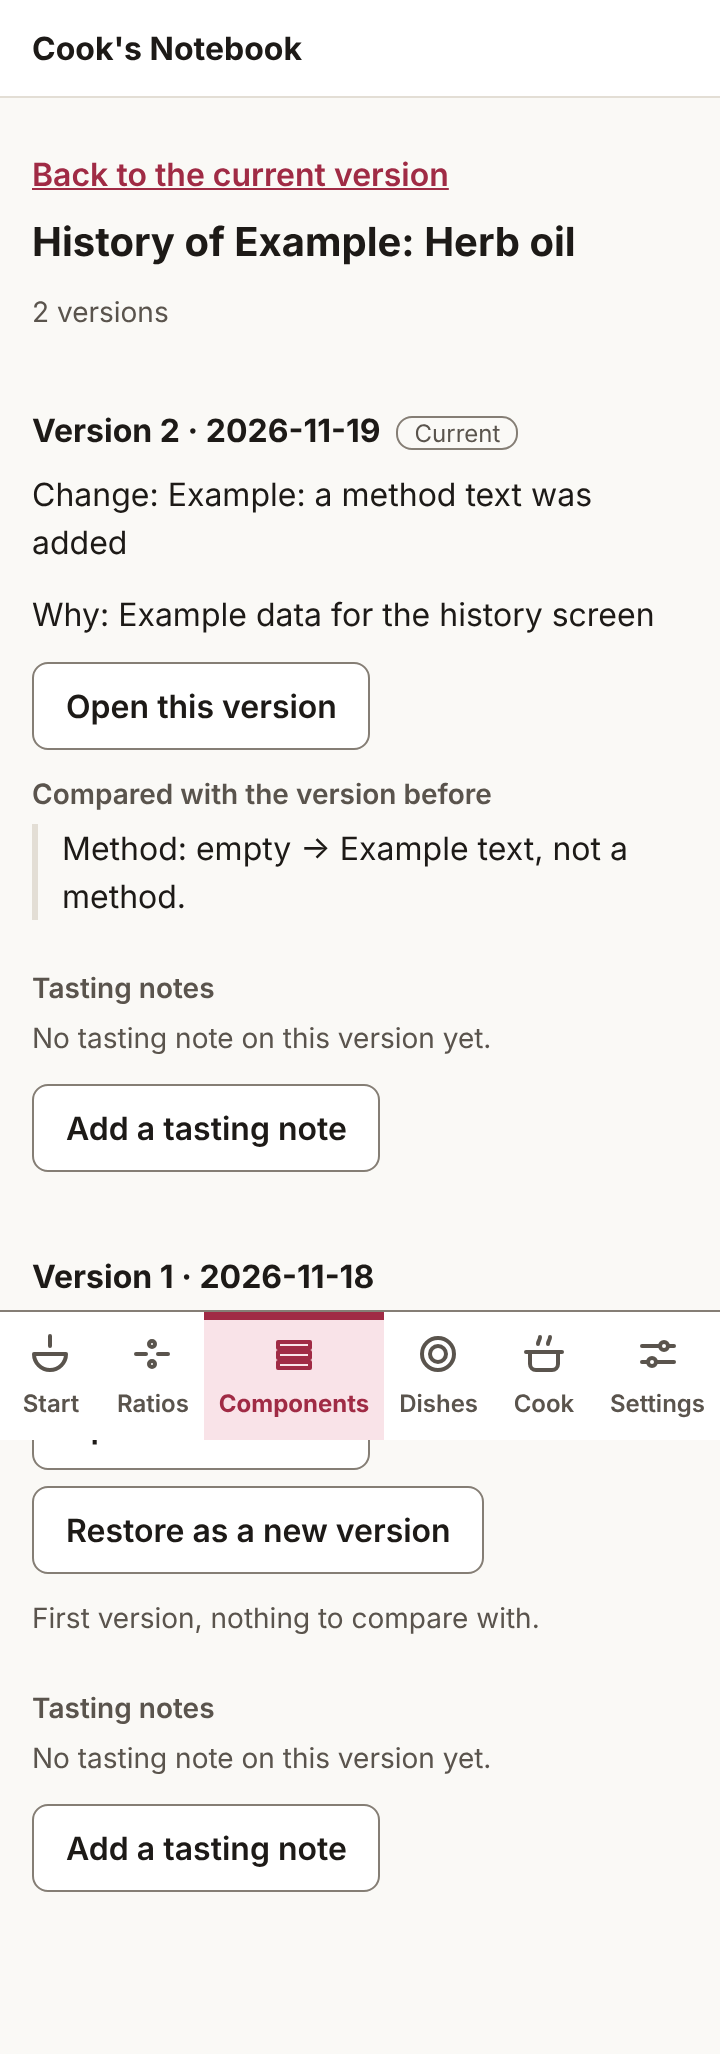 Cook's Notebook
Back to the current version
History of Example: Herb oil
2 versions
Version 2 · 2026-11-19 Current
Change: Example: a method text was
added
Why: Example data for the history screen
Open this version
Compared with the version before
Method: empty → Example text, not a
method.
Tasting notes
No tasting note on this version yet.
Add a tasting note
Version 1 · 2026-11-18
Start Ratios Components Dishes Cook Settings
Restore as a new version
First version, nothing to compare with.
Tasting notes
No tasting note on this version yet.
Add a tasting note